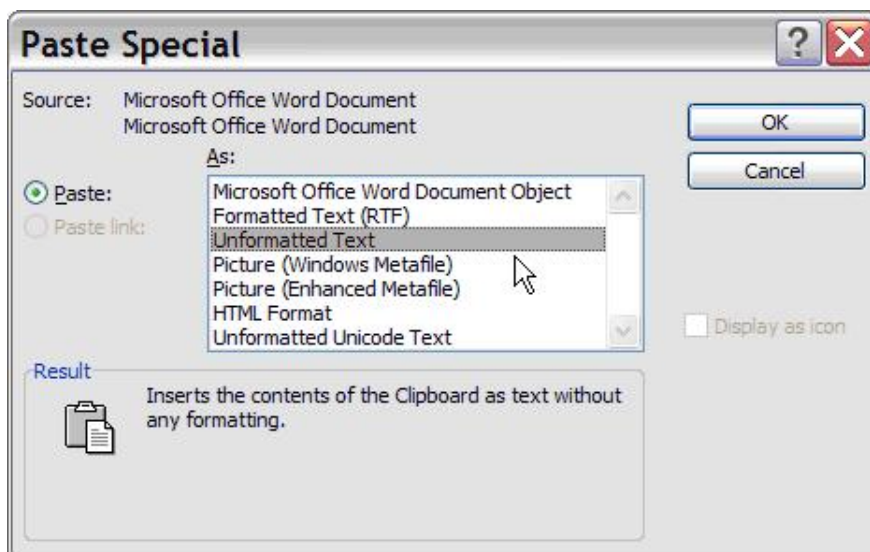 Paste Special
Source: Microsoft Office Word Document
Microsoft Office Word Document
As:
Paste:
Paste link:
Microsoft Office Word Document Object
Formatted Text (RTF)
Unformatted Text
Picture (Windows Metafile)
Picture (Enhanced Metafile)
HTML Format
Unformatted Unicode Text
OK
Cancel
Display as icon
Result
Inserts the contents of the Clipboard as text without
any formatting.